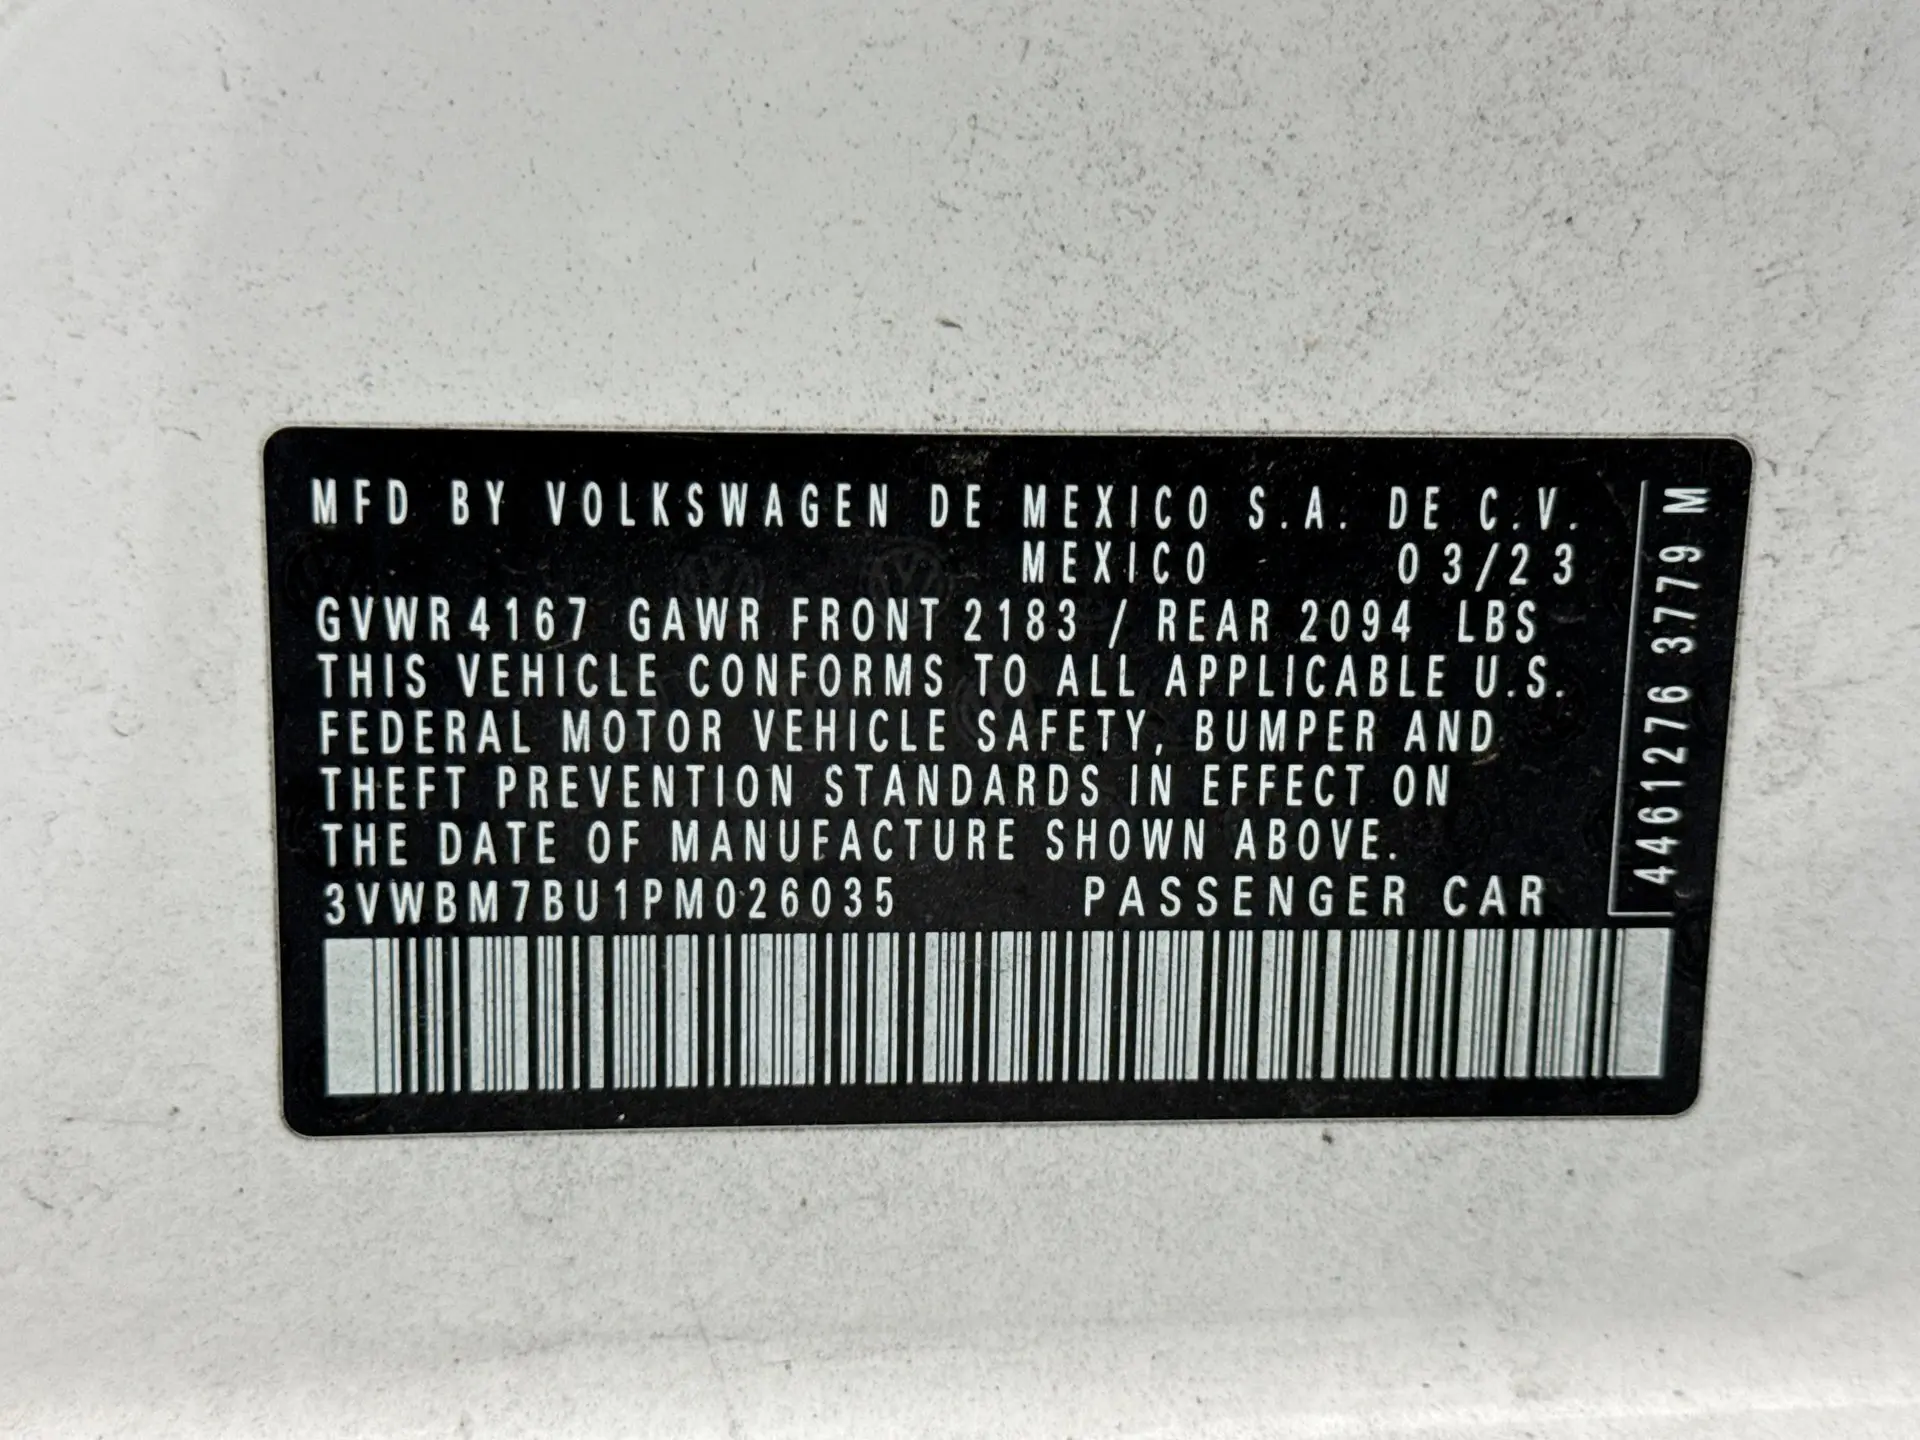 MFD BY VOLKSWAGEN DE MEXICO S.A. DE C.V.
MEXICO 03/23
GVWR 4167 GAWR FRONT 2183 / REAR 2094 LBS
THIS VEHICLE CONFORMS TO ALL APPLICABLE U.S.
FEDERAL MOTOR VEHICLE SAFETY, BUMPER AND
THEFT PREVENTION STANDARDS IN EFFECT ON
THE DATE OF MANUFACTURE SHOWN ABOVE.
3VWBM7BU1PM026035 PASSENGER CAR
4461276 3779 M